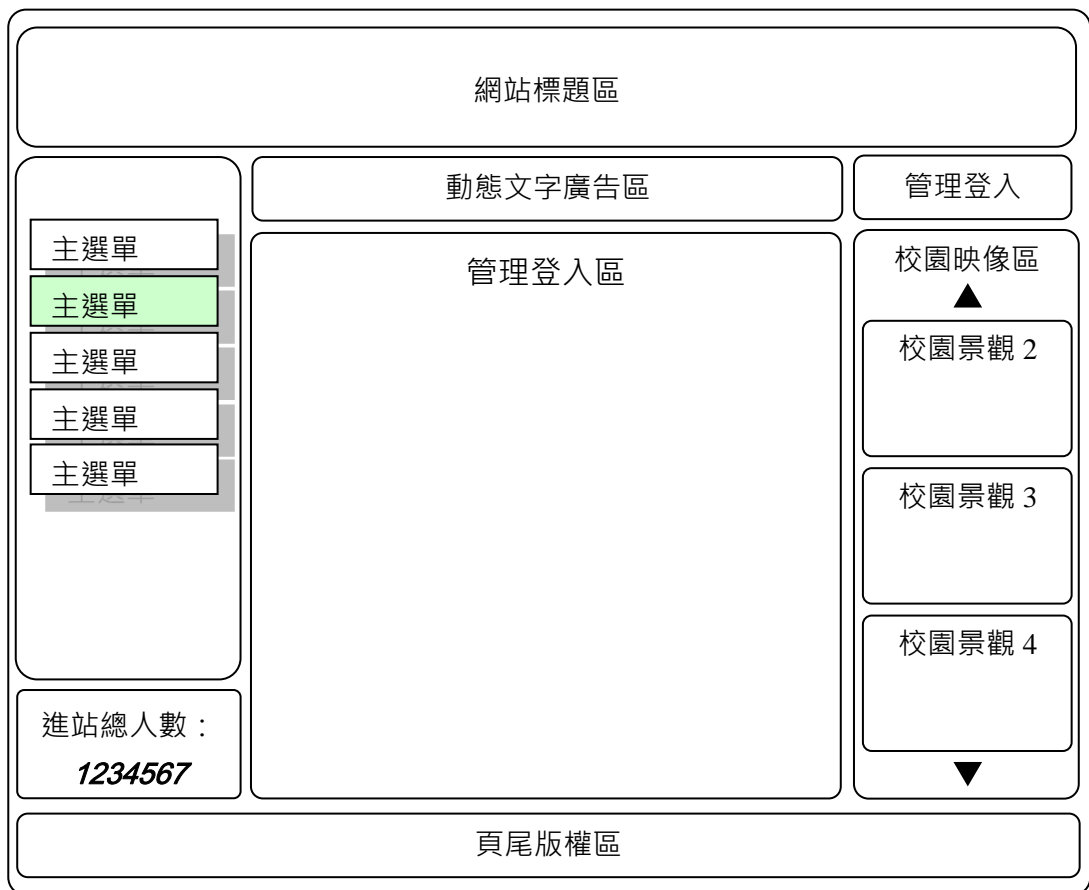 網站標題區
動態文字廣告區
管理登入
主選單
主選單
主選單
主選單
主選單
主選單
進站總人數：
1234567
管理登入區
校園映像區
▲
校園景觀 2
校園景觀 3
校園景觀 4
▼
頁尾版權區